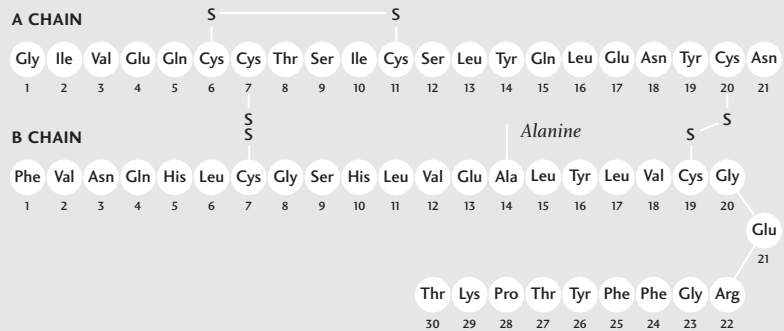 A CHAIN
S S
Gly Ile Val Glu Gln Cys Cys Thr Ser Ile Cys Ser Leu Tyr Gln Leu Glu Asn Tyr Cys Asn
1 2 3 4 5 6 7 8 9 10 11 12 13 14 15 16 17 18 19 20 21
S S
S Alanine S
B CHAIN
Phe Val Asn Gln His Leu Cys Gly Ser His Leu Val Glu Ala Leu Tyr Leu Val Cys Gly
1 2 3 4 5 6 7 8 9 10 11 12 13 14 15 16 17 18 19 20
Glu
21
Thr Lys Pro Thr Tyr Phe Phe Gly Arg
30 29 28 27 26 25 24 23 22